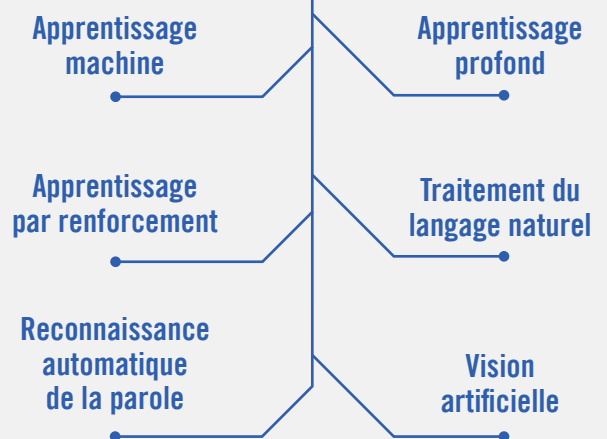 Apprentissage
machine
Apprentissage
profond
Apprentissage
par renforcement
Traitement du
langage naturel
Reconnaissance
automatique
de la parole
Vision
artificielle